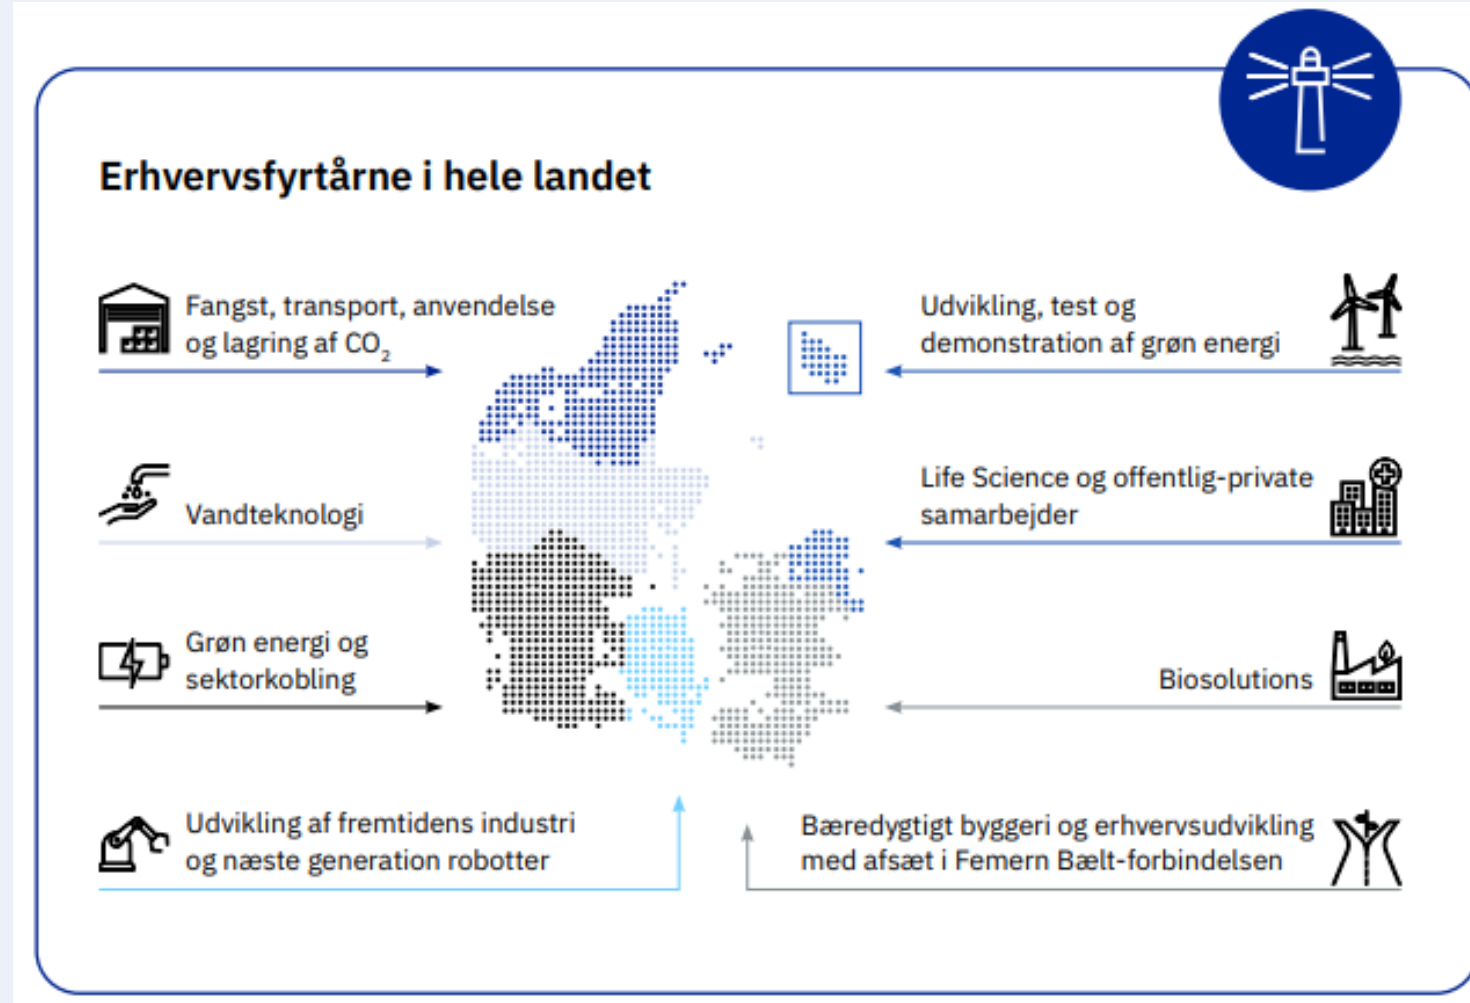 Erhvervsfyrtårne i hele landet
Fangst, transport, anvendelse
og lagring af CO₂
Udvikling, test og
demonstration af grøn energi
Vandteknologi
Life Science og offentlig-private
samarbejder
Grøn energi og
sektorkobling
Biosolutions
Udvikling af fremtidens industri
og næste generation robotter
Bæredygtigt byggeri og erhvervsudvikling
med afsæt i Femern Bælt-forbindelsen